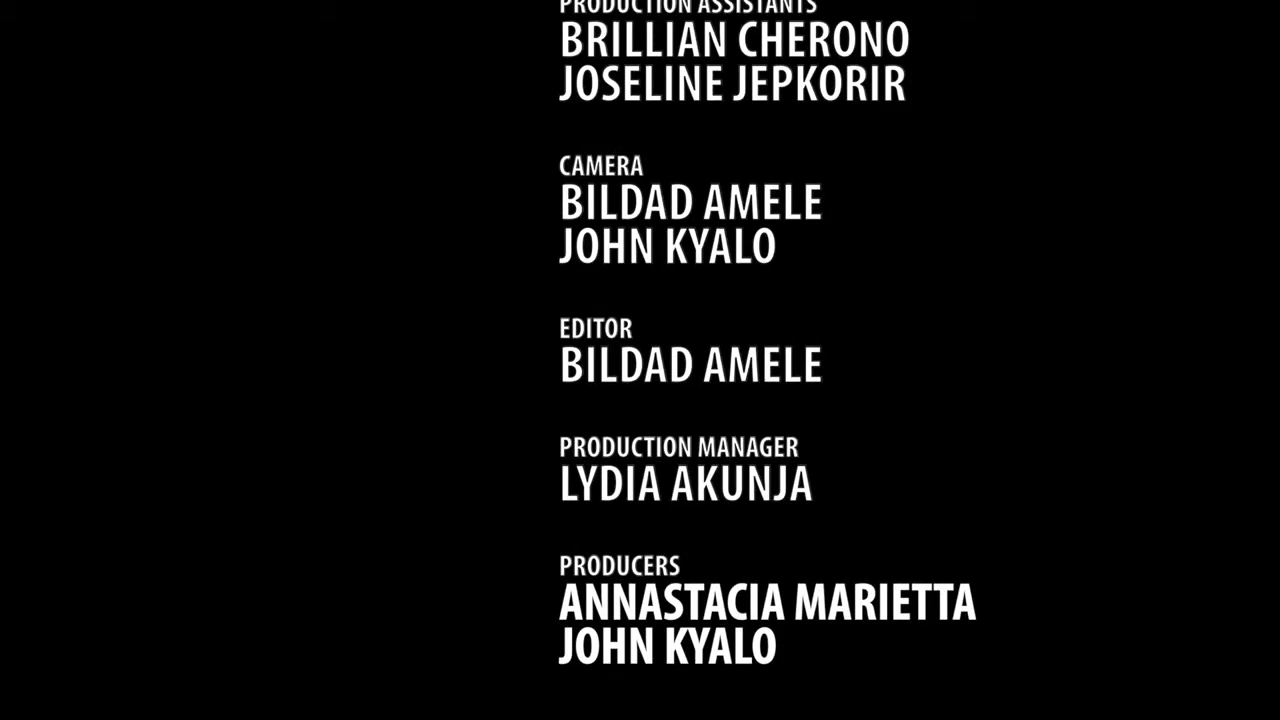 PRODUCTION ASSISTANTS
BRILLIAN CHERONO
JOSELINE JEPKORIR
CAMERA
BILDAD AMELE
JOHN KYALO
EDITOR
BILDAD AMELE
PRODUCTION MANAGER
LYDIA AKUNJA
PRODUCERS
ANNASTACIA MARIETTA
JOHN KYALO